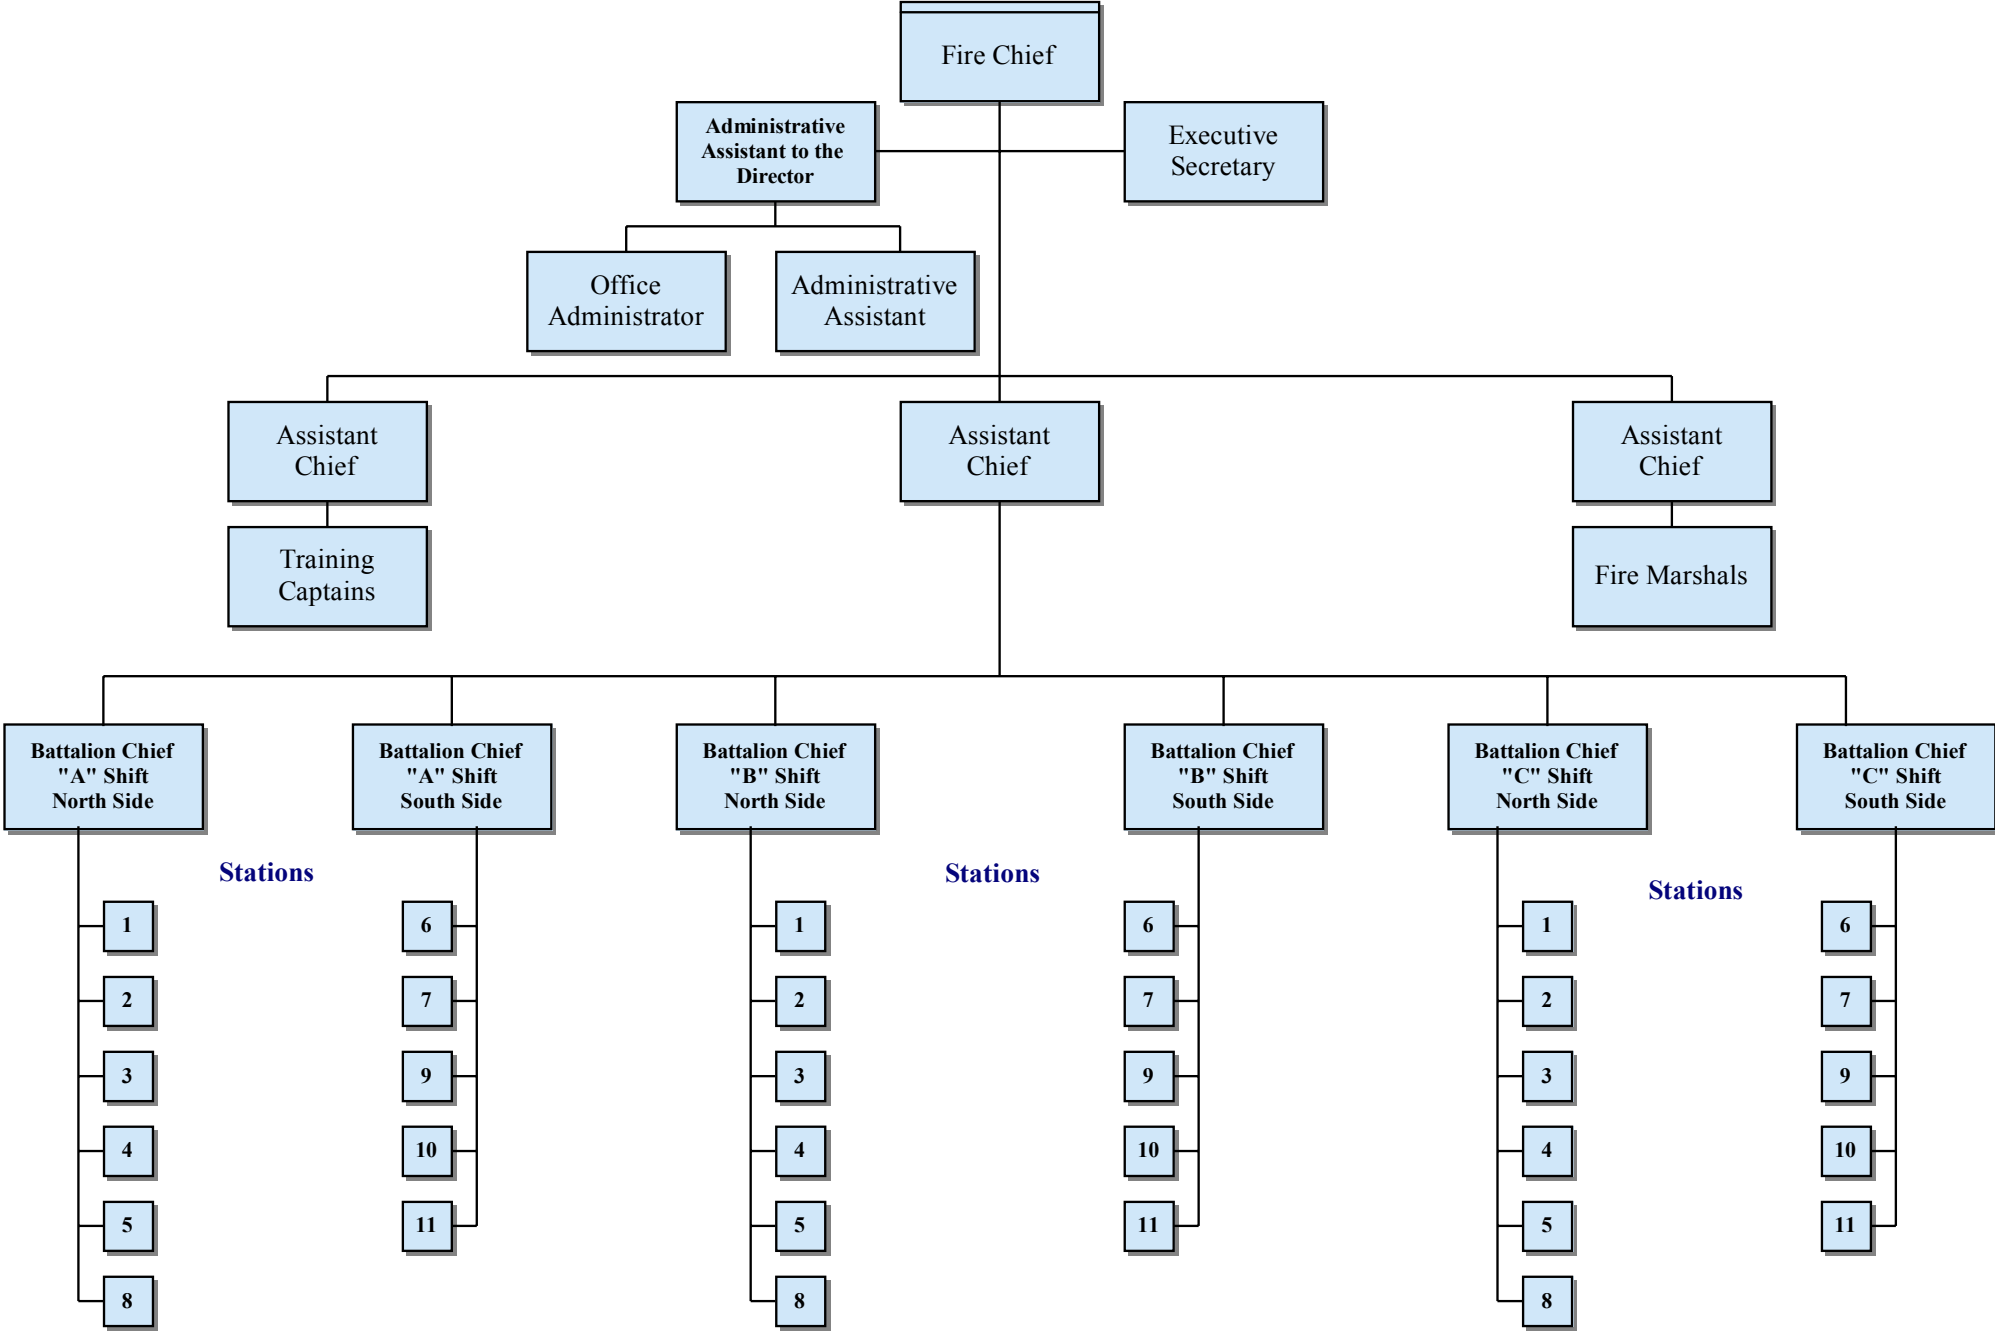 Fire Chief
Administrative
Assistant to the
Director
Executive
Secretary
Office
Administrator
Administrative
Assistant
Assistant
Chief
Assistant
Chief
Assistant
Chief
Training
Captains
Fire Marshals
Battalion Chief
"A" Shift
North Side
Battalion Chief
"A" Shift
South Side
Battalion Chief
"B" Shift
North Side
Battalion Chief
"B" Shift
South Side
Battalion Chief
"C" Shift
North Side
Battalion Chief
"C" Shift
South Side
Stations
Stations
Stations
1
2
3
4
5
8
6
7
9
10
11
1
2
3
4
5
8
6
7
9
10
11
1
2
3
4
5
8
6
7
9
10
11